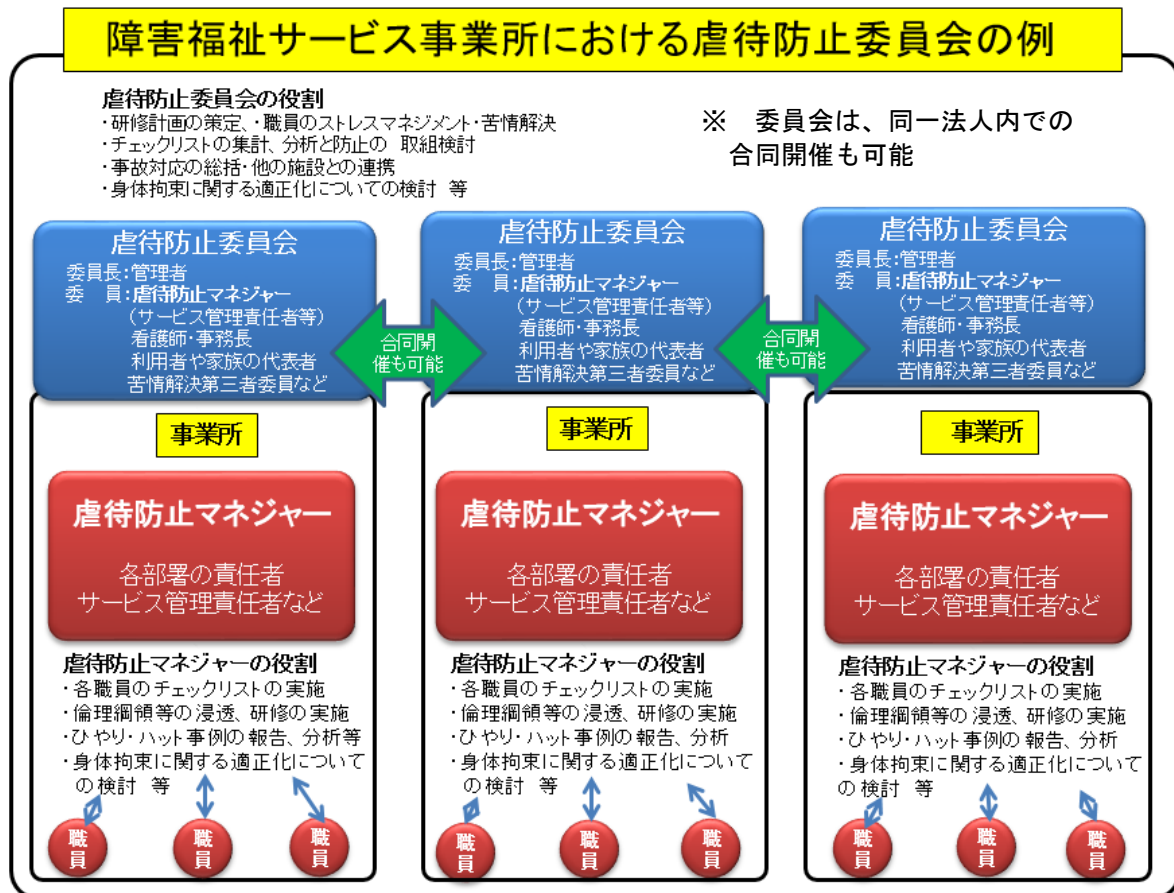 障害福祉サービス事業所における虐待防止委員会の例
虐待防止委員会の役割
・研修計画の策定、・職員のストレスマネジメント・苦情解決
・チェックリストの集計、分析と防止の 取組検討
・事故対応の総括・他の施設との連携
・身体拘束に関する適正化についての検討 等
※ 委員会は、同一法人内での
合同開催も可能
虐待防止委員会
委員長：管理者
委 員：虐待防止マネジャー
（サービス管理責任者等）
看護師・事務長
利用者や家族の代表者
苦情解決第三者委員など
合同開
催も可能
虐待防止委員会
委員長：管理者
委 員：虐待防止マネジャー
（サービス管理責任者等）
看護師・事務長
利用者や家族の代表者
苦情解決第三者委員など
合同開
催も可能
虐待防止委員会
委員長：管理者
委 員：虐待防止マネジャー
（サービス管理責任者等）
看護師・事務長
利用者や家族の代表者
苦情解決第三者委員など
事業所
虐待防止マネジャー
各部署の責任者
サービス管理責任者など
虐待防止マネジャーの役割
・各職員のチェックリストの実施
・倫理綱領等の浸透、研修の実施
・ひやり・ハット事例の報告、分析等
・身体拘束に関する適正化について
の検討 等
職
員
職
員
職
員
事業所
虐待防止マネジャー
各部署の責任者
サービス管理責任者など
虐待防止マネジャーの役割
・各職員のチェックリストの実施
・倫理綱領等の浸透、研修の実施
・ひやり・ハット事例の報告、分析
・身体拘束に関する適正化について
の検討 等
職
員
職
員
職
員
事業所
虐待防止マネジャー
各部署の責任者
サービス管理責任者など
虐待防止マネジャーの役割
・各職員のチェックリストの実施
・倫理綱領等の浸透、研修の実施
・ひやり・ハット事例の報告、分析
・身体拘束に関する適正化について
の検討 等
職
員
職
員
職
員